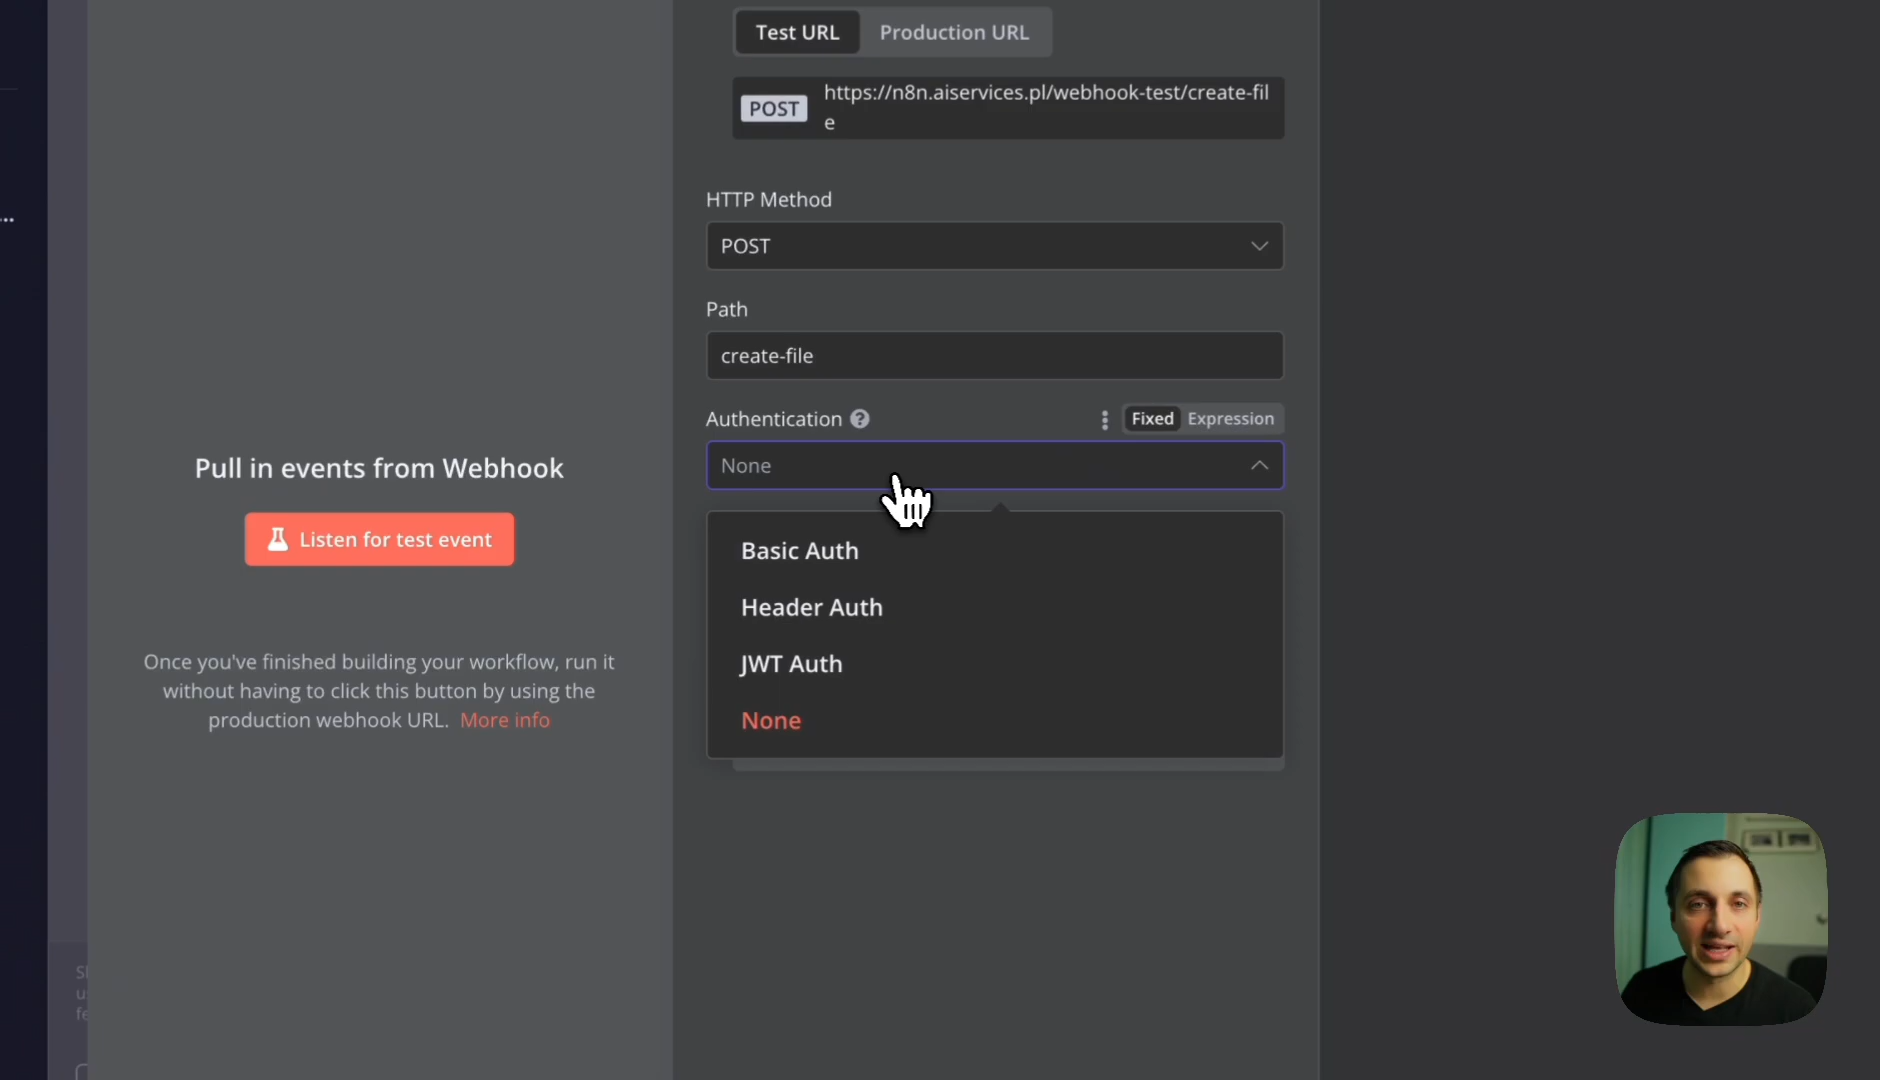 Test URL
Production URL
POST
https://n8n.aiservices.pl/webhook-test/create-fil
e
HTTP Method
POST
Path
create-file
Authentication
Fixed
Expression
None
Basic Auth
Header Auth
JWT Auth
None
Pull in events from Webhook
Listen for test event
Once you've finished building your workflow, run it
without having to click this button by using the
production webhook URL. More info